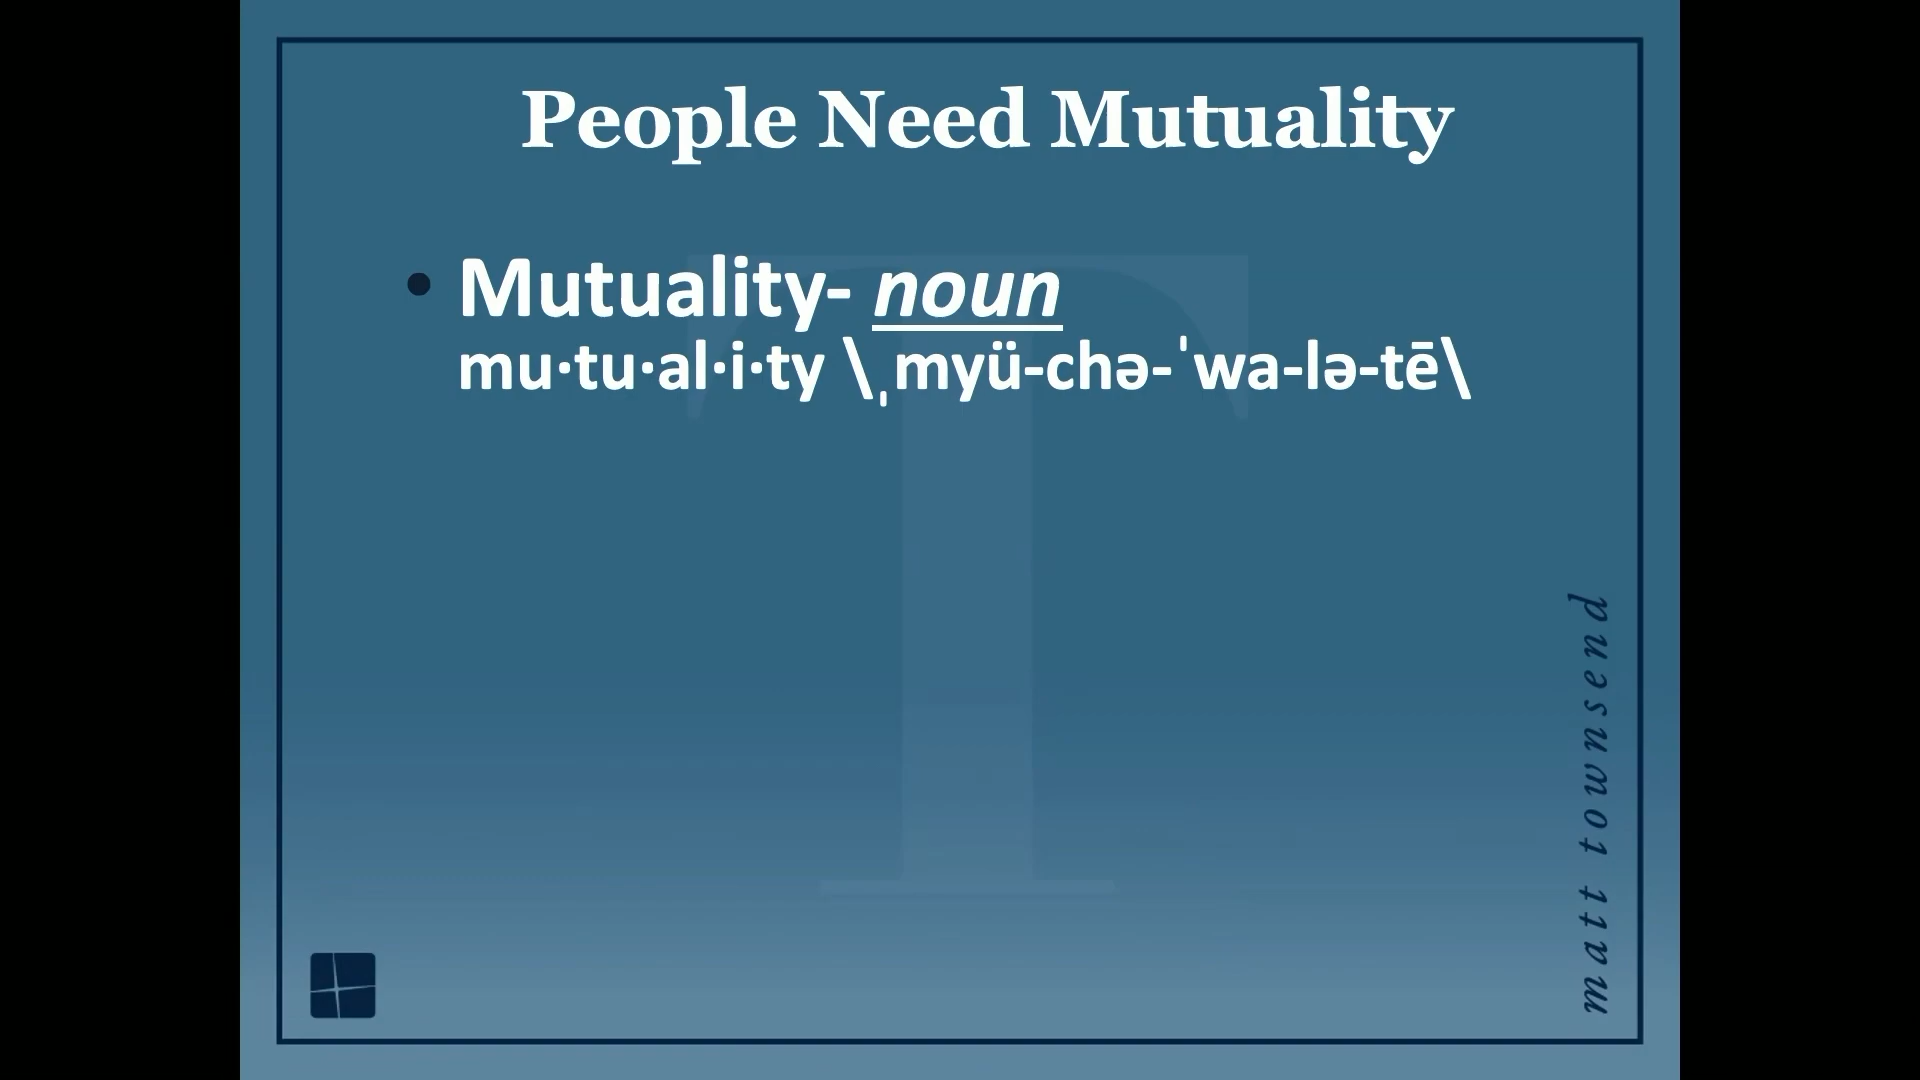 People Need Mutuality
• Mutuality- noun
mu·tu·al·i·ty \ˌmyü-chə-ˈwa-lə-tē\
matt townsend
T